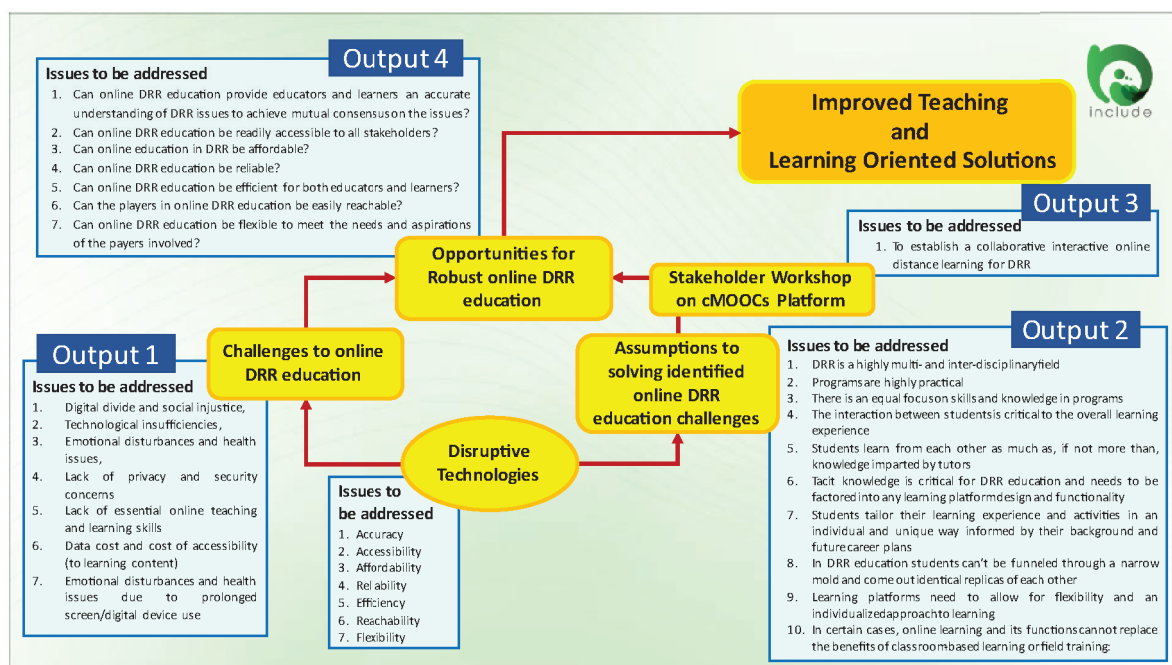 Output 4
Issues to be addressed
1. Can online DRR education provide educators and learners an accurate
understanding of DRR issues to achieve mutual consensus on the issues?
2. Can online DRR education be readily accessible to all stakeholders?
3. Can online education in DRR be affordable?
4. Can online DRR education be reliable?
5. Can online DRR education be efficient for both educators and learners?
6. Can the players in online DRR education be easily reachable?
7. Can online DRR education be flexible to meet the needs and aspirations
of the payers involved?
Improved Teaching
and
Learning Oriented Solutions
include
Output 3
Issues to be addressed
1. To establish a collaborative interactive online
distance learning for DRR
Opportunities for
Robust online DRR
education
Stakeholder Workshop
on cMOOCs Platform
Output 1
Issues to be addressed
1. Digital divide and social injustice,
2. Technological insufficiencies,
3. Emotional disturbances and health
issues,
4. Lack of privacy and security
concerns
5. Lack of essential online teaching
and learning skills
6. Data cost and cost of accessibility
(to learning content)
7. Emotional disturbances and health
issues due to prolonged
screen/digital device use
Challenges to online
DRR education
Assumptions to
solving identified
online DRR
education challenges
Disruptive
Technologies
Issues to
be addressed
1. Accuracy
2. Accessibility
3. Affordability
4. Reliability
5. Efficiency
6. Reachability
7. Flexibility
Output 2
Issues to be addressed
1. DRR is a highly multi- and inter-disciplinary field
2. Programs are highly practical
3. There is an equal focus on skills and knowledge in programs
4. The interaction between students is critical to the overall learning
experience
5. Students learn from each other as much as, if not more than,
knowledge imparted by tutors
6. Tacit knowledge is critical for DRR education and needs to be
factored into any learning platform design and functionality
7. Students tailor their learning experience and activities in an
individual and unique way informed by their background and
future career plans
8. In DRR education students can't be funneled through a narrow
mold and come out identical replicas of each other
9. Learning platforms need to allow for flexibility and an
individualized approach to learning
10. In certain cases, online learning and its functions cannot replace
the benefits of classroom-based learning or field training: